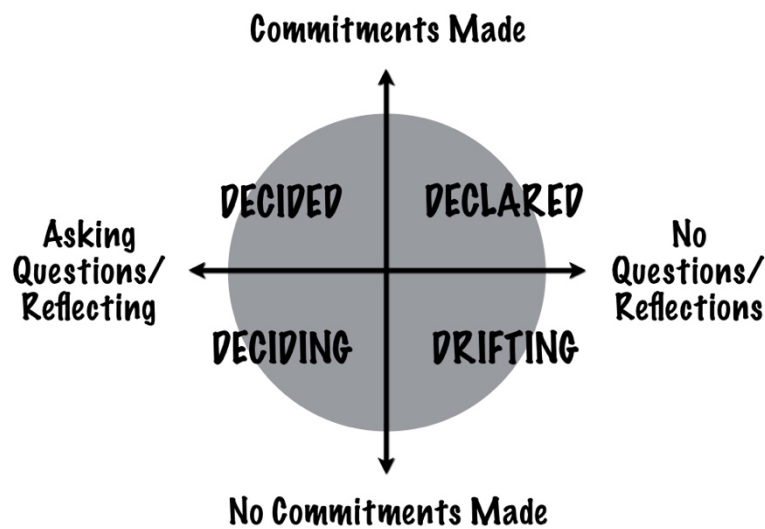 Commitments Made
DECIDED
DECLARED
Asking
Questions/
Reflecting
No
Questions/
Reflections
DECIDING
DRIFTING
No Commitments Made